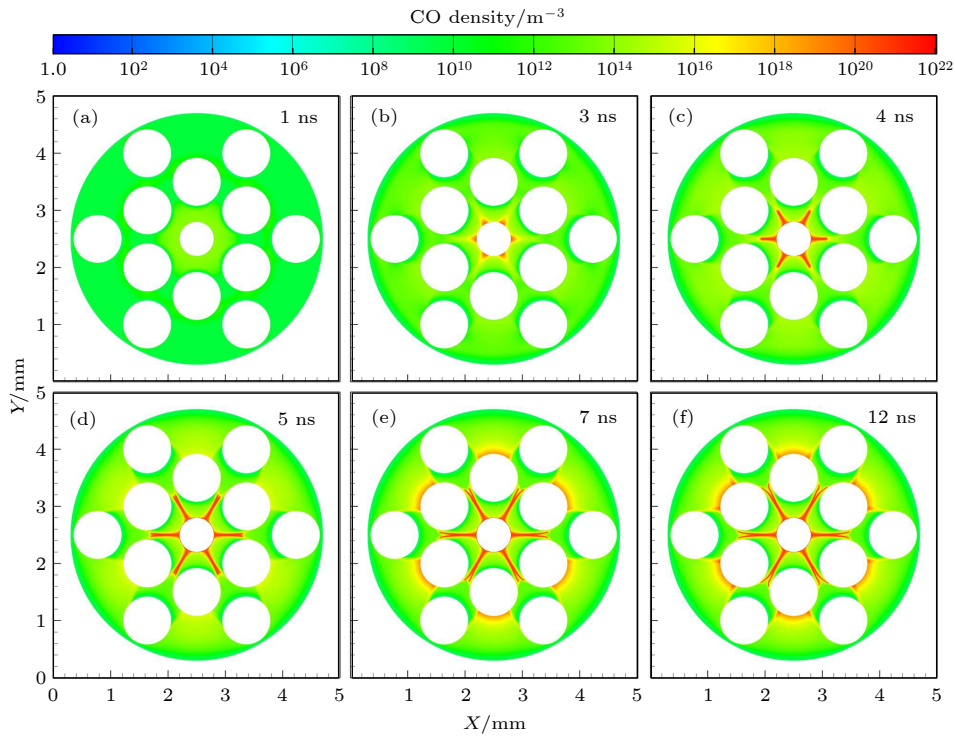 CO density/m⁻³
1.0 10² 10⁴ 10⁶ 10⁸ 10¹⁰ 10¹² 10¹⁴ 10¹⁶ 10¹⁸ 10²⁰ 10²²
5
(a) 1 ns (b) 3 ns (c) 4 ns
4
3
2
1
Y/mm
5
(d) 5 ns (e) 7 ns (f) 12 ns
4
3
2
1
0
0 1 2 3 4 5 1 2 3 4 5 1 2 3 4 5
X/mm